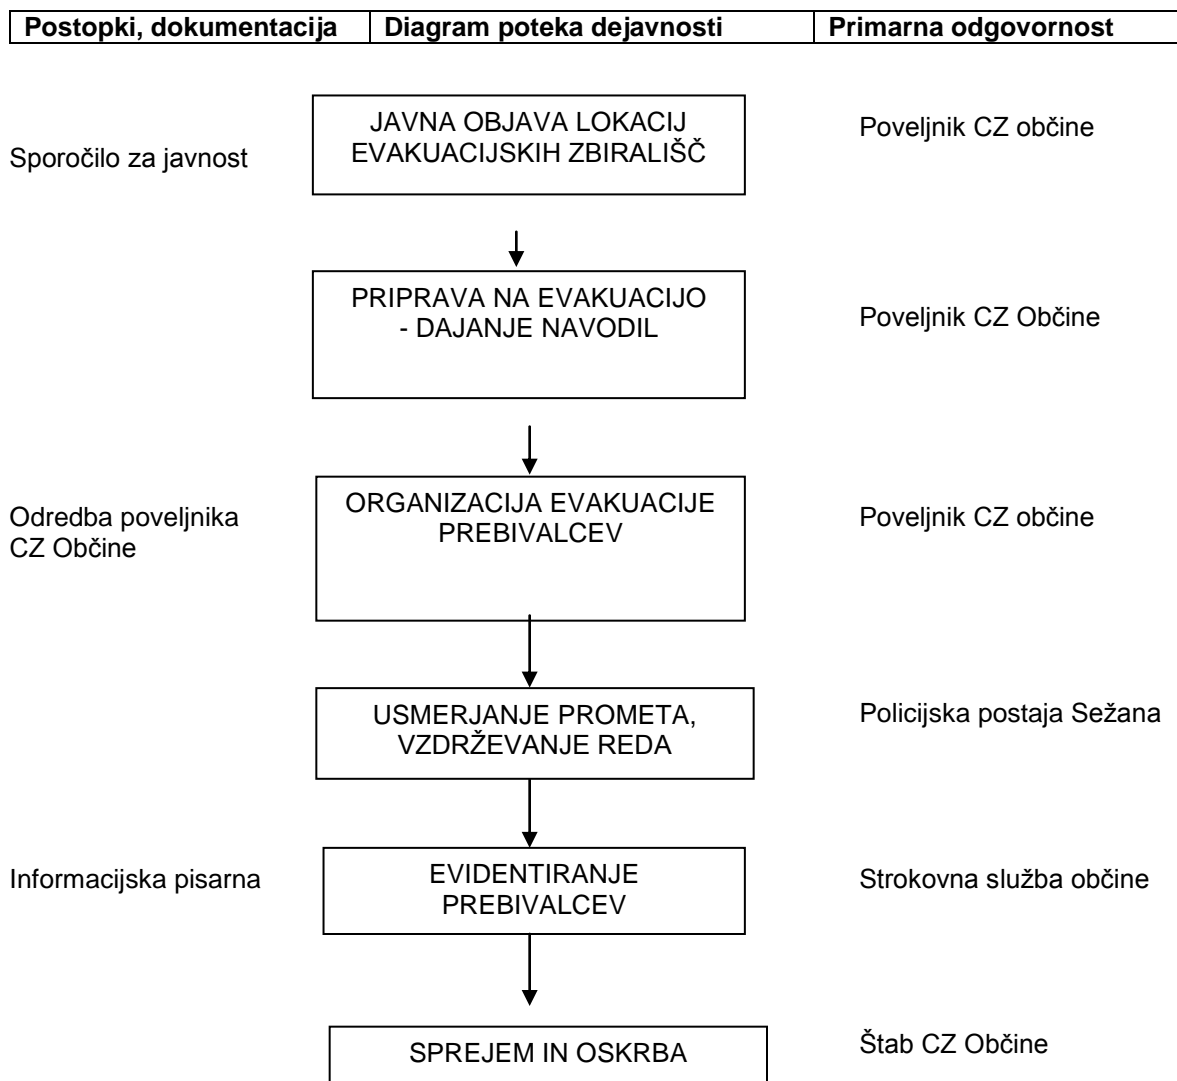 Postopki, dokumentacija
Diagram poteka dejavnosti
Primarna odgovornost
JAVNA OBJAVA LOKACIJ
EVAKUACIJSKIH ZBIRALIŠČ
Poveljnik CZ občine
Sporočilo za javnost
PRIPRAVA NA EVAKUACIJO
- DAJANJE NAVODIL
Poveljnik CZ Občine
Odredba poveljnika
CZ Občine
ORGANIZACIJA EVAKUACIJE
PREBIVALCEV
Poveljnik CZ občine
USMERJANJE PROMETA,
VZDRŽEVANJE REDA
Policijska postaja Sežana
Informacijska pisarna
EVIDENTIRANJE
PREBIVALCEV
Strokovna služba občine
SPREJEM IN OSKRBA
Štab CZ Občine